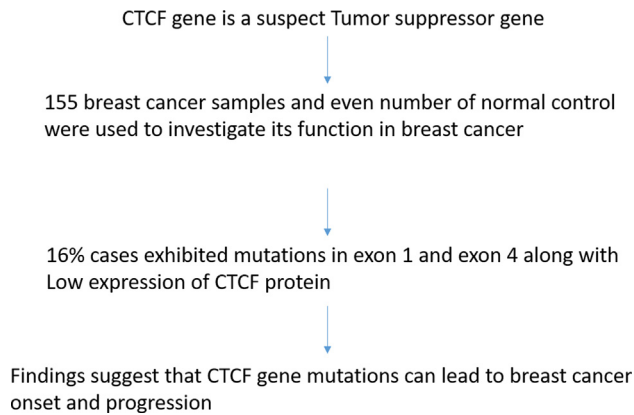 CTCF gene is a suspect Tumor suppressor gene
155 breast cancer samples and even number of normal control
were used to investigate its function in breast cancer
16% cases exhibited mutations in exon 1 and exon 4 along with
Low expression of CTCF protein
Findings suggest that CTCF gene mutations can lead to breast cancer
onset and progression